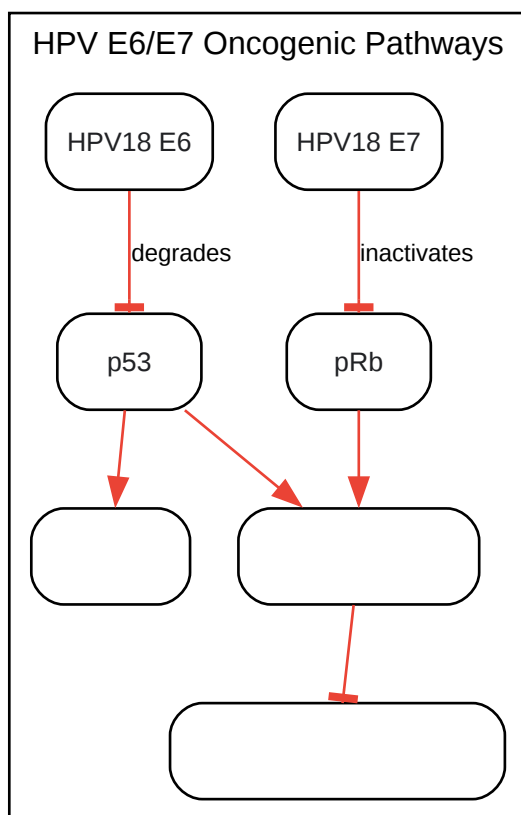 HPV E6/E7 Oncogenic Pathways
HPV18 E6
HPV18 E7
degrades
inactivates
p53
pRb